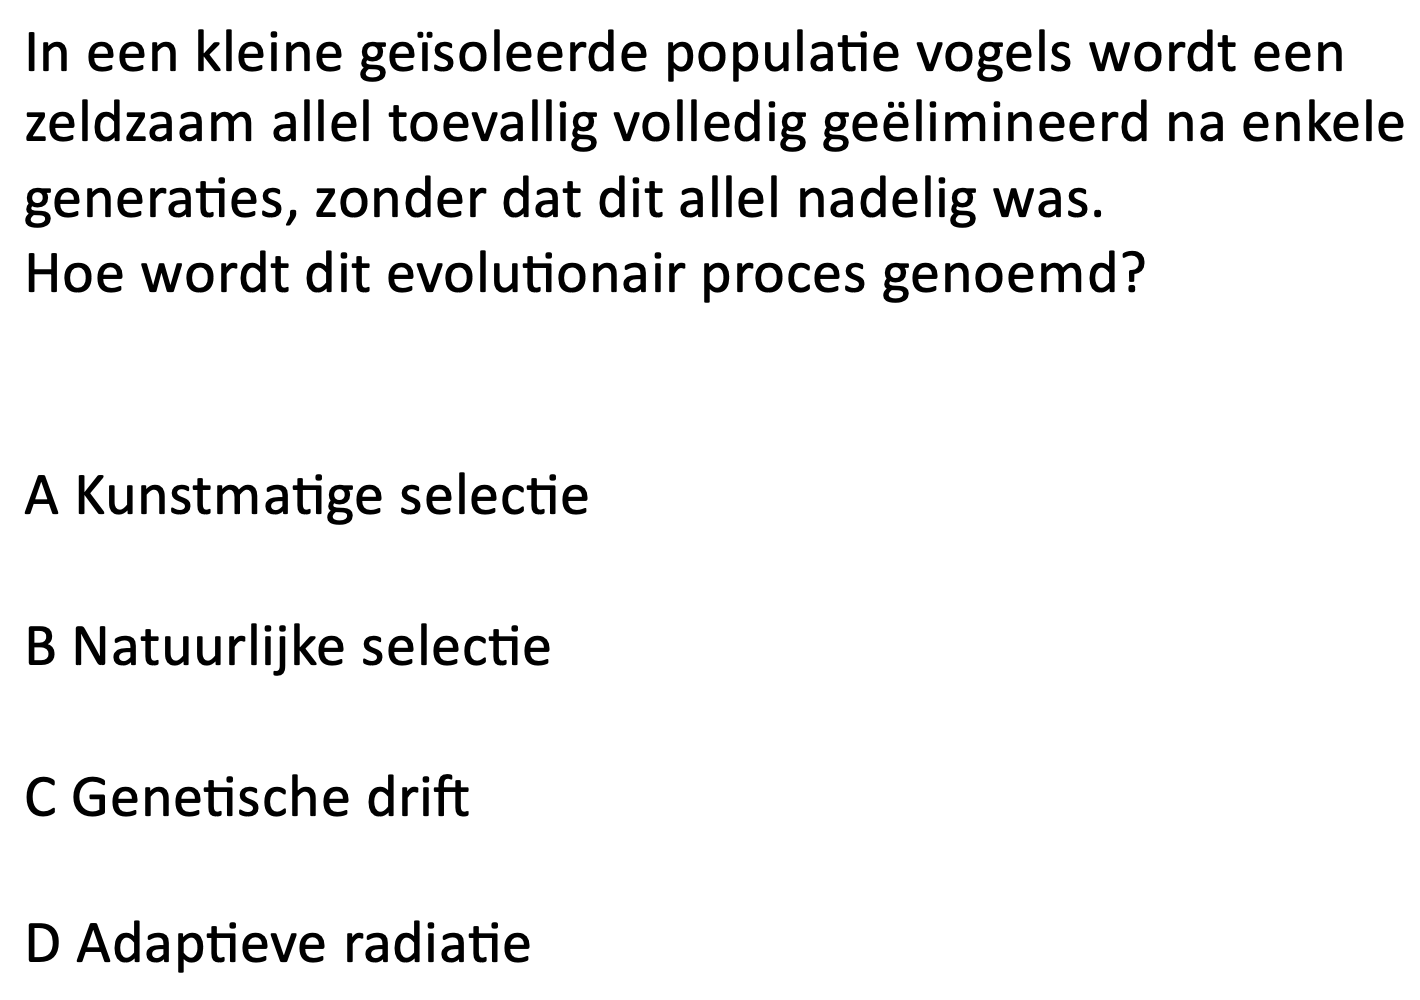 In een kleine geïsoleerde populatie vogels wordt een
zeldzaam allel toevallig volledig geëlimineerd na enkele
generaties, zonder dat dit allel nadelig was.
Hoe wordt dit evolutionair proces genoemd?
A Kunstmatige selectie
B Natuurlijke selectie
C Genetische drift
D Adaptieve radiatie